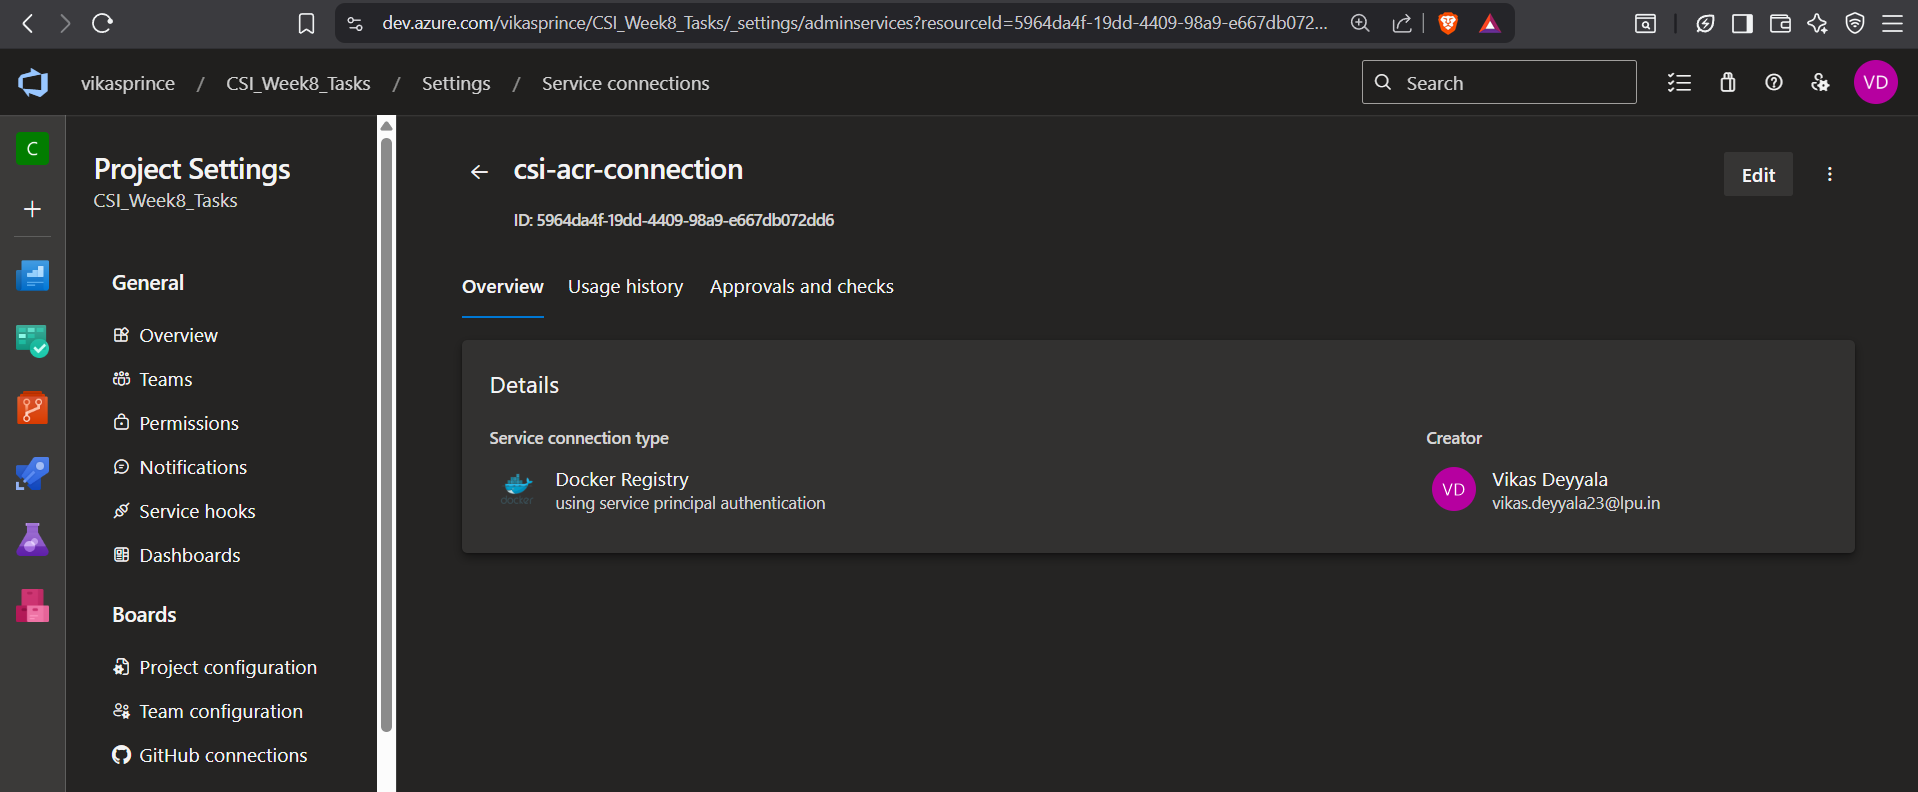 dev.azure.com/vikasprince/CSI_Week8_Tasks/_settings/adminservices?resourceId=5964da4f-19dd-4409-98a9-e667db072...
vikasprince / CSI_Week8_Tasks / Settings / Service connections
Search
VD
C
Project Settings
CSI_Week8_Tasks
General
Overview
Teams
Permissions
Notifications
Service hooks
Dashboards
Boards
Project configuration
Team configuration
GitHub connections
csi-acr-connection
Edit
ID: 5964da4f-19dd-4409-98a9-e667db072dd6
Overview Usage history Approvals and checks
Details
Service connection type
docker
Docker Registry
using service principal authentication
Creator
VD
Vikas Deyyala
vikas.deyyala23@lpu.in